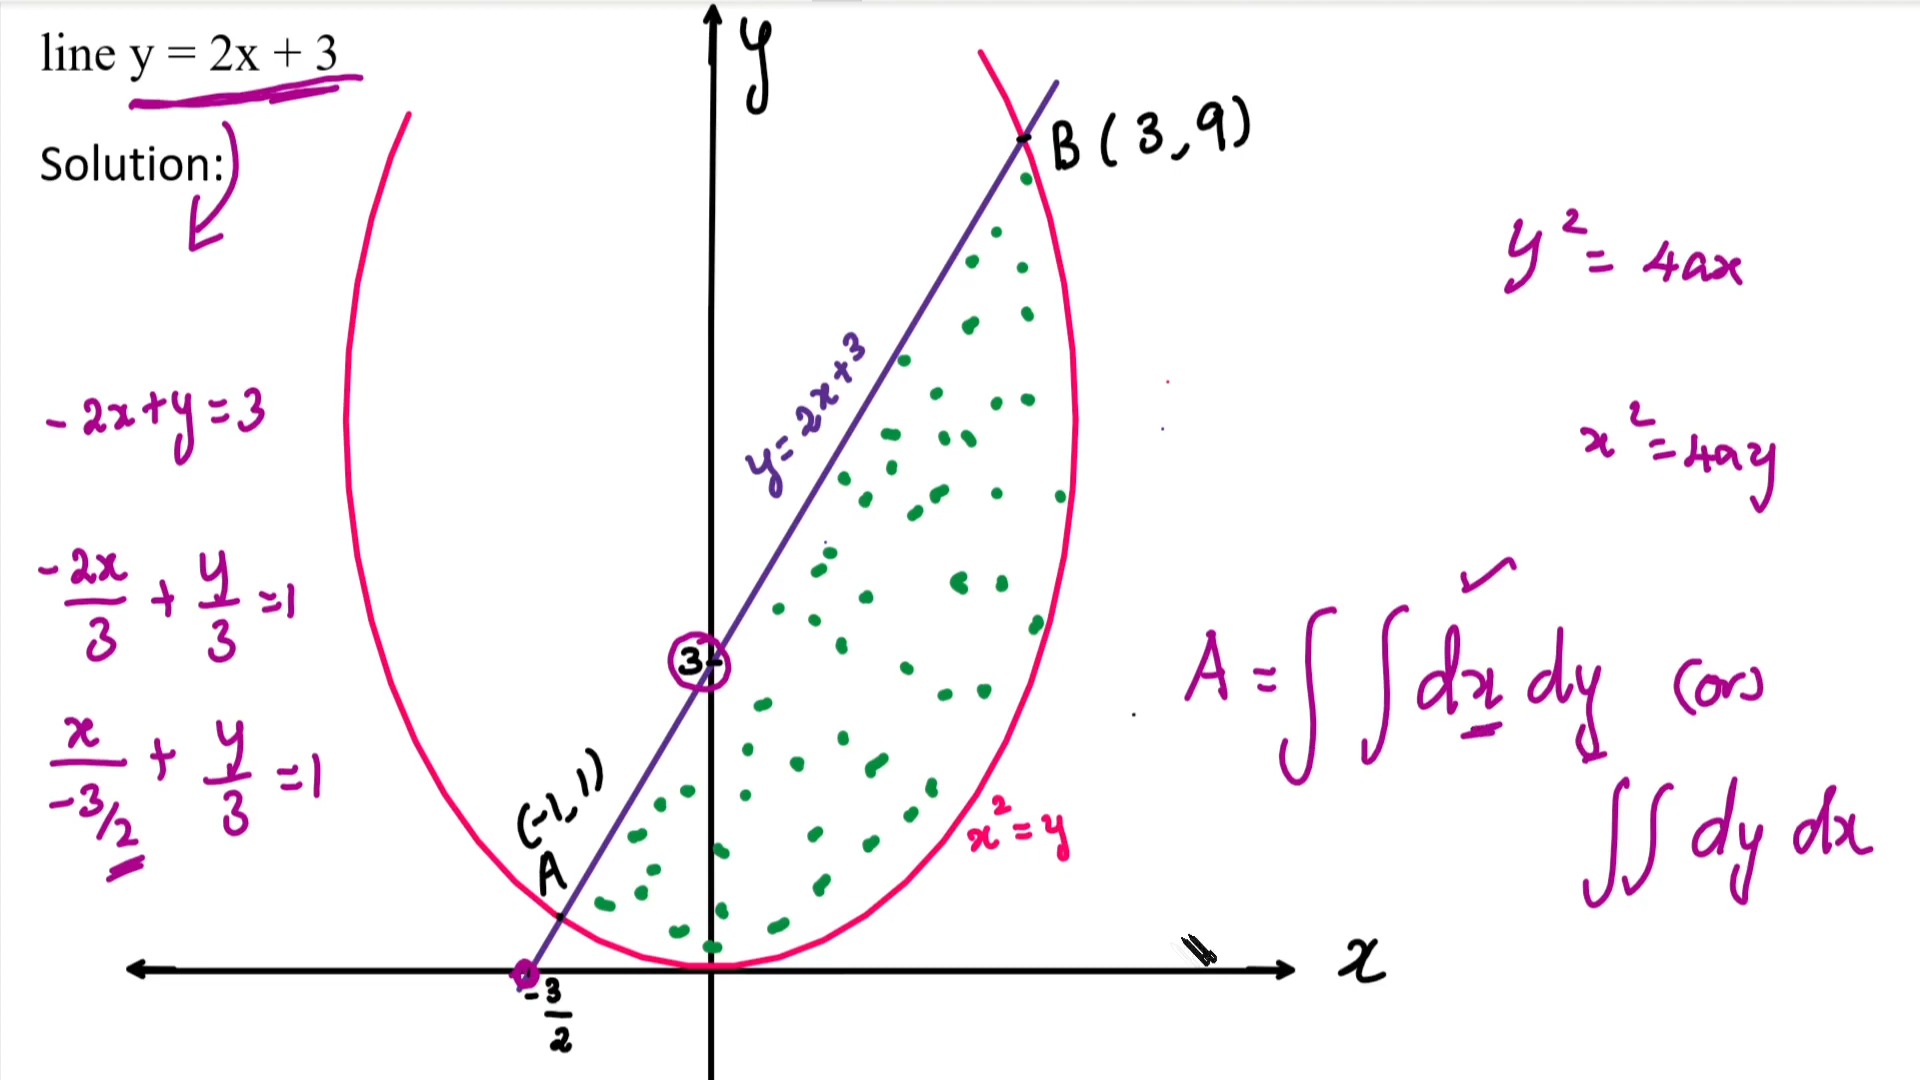 line y = 2x + 3
Solution:
-2x+y=3
-2x/3 + y/3 =1
x/-3/2 + y/3 =1
y
B (3,9)
y=2x+3
3
(-1,1)
A
x²=y
-3/2
x
y² = 4ax
x² = 4ay
A = ∫∫ dx dy (or)
∫∫ dy dx